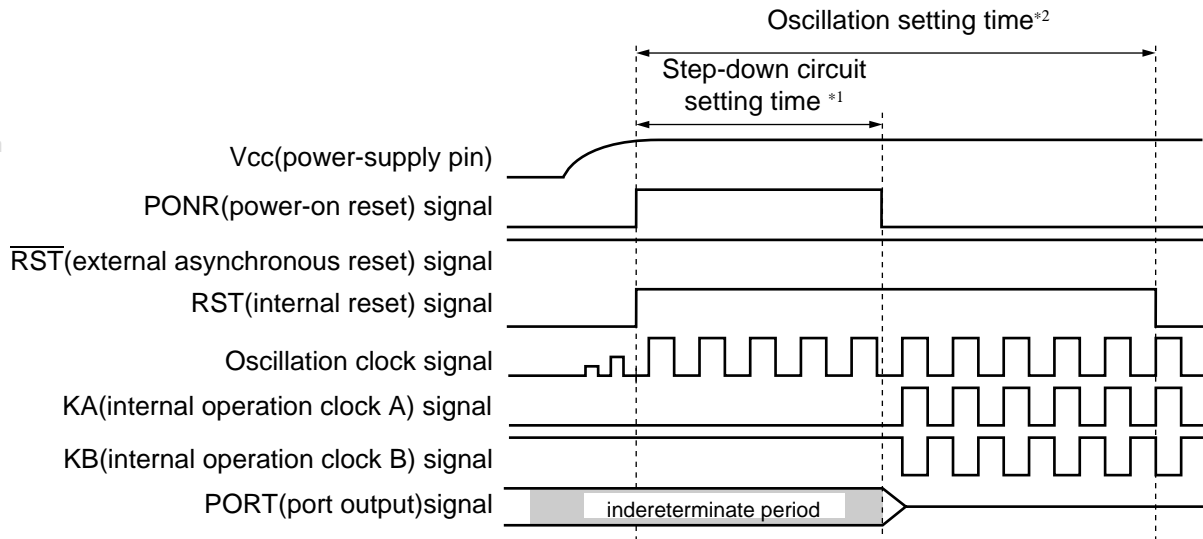 Oscillation setting time*2
Step-down circuit
setting time *1
Vcc(power-supply pin)
PONR(power-on reset) signal
RST(external asynchronous reset) signal
RST(internal reset) signal
Oscillation clock signal
KA(internal operation clock A) signal
KB(internal operation clock B) signal
PORT(port output)signal
indereterminate period